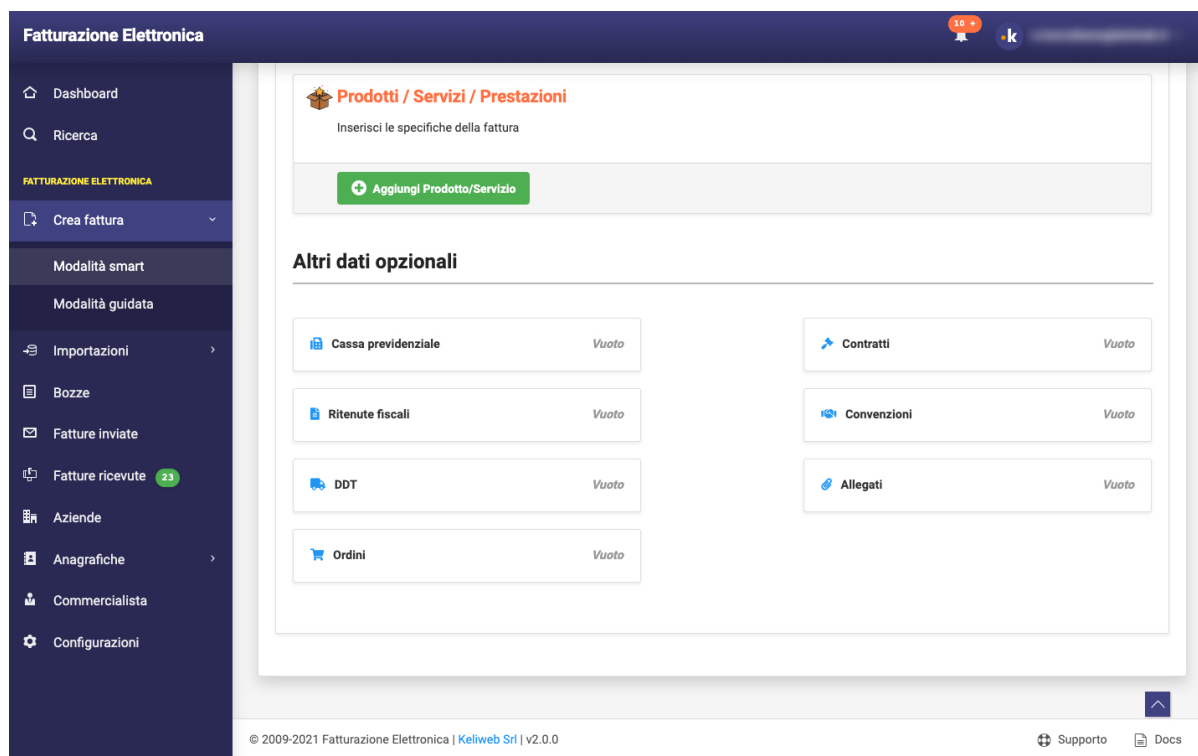 Fatturazione Elettronica
10 +
k
Dashboard
Ricerca
FATTURAZIONE ELETTRONICA
Crea fattura
Modalità smart
Modalità guidata
Importazioni
Bozze
Fatture inviate
Fatture ricevute 23
Aziende
Anagrafiche
Commercialista
Configurazioni
Prodotti / Servizi / Prestazioni
Inserisci le specifiche della fattura
Aggiungi Prodotto/Servizio
Altri dati opzionali
Cassa previdenziale Vuoto
Contratti Vuoto
Ritenute fiscali Vuoto
Convenzioni Vuoto
DDT Vuoto
Allegati Vuoto
Ordini Vuoto
© 2009-2021 Fatturazione Elettronica | Keliweb Srl | v2.0.0
Supporto
Docs